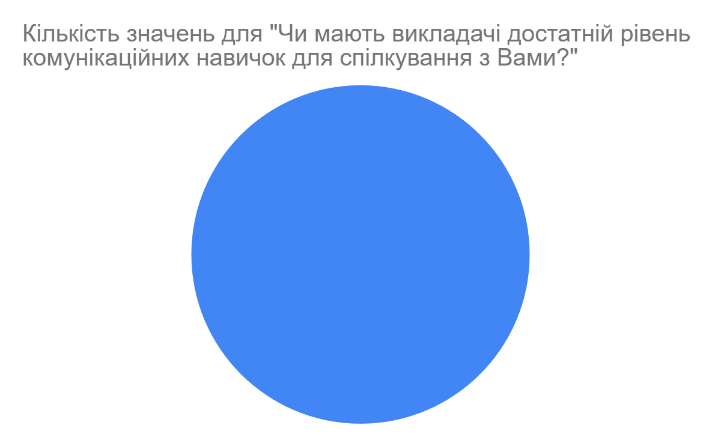 Кількість значень для "Чи мають викладачі достатній рівень
комунікаційних навичок для спілкування з Вами?"